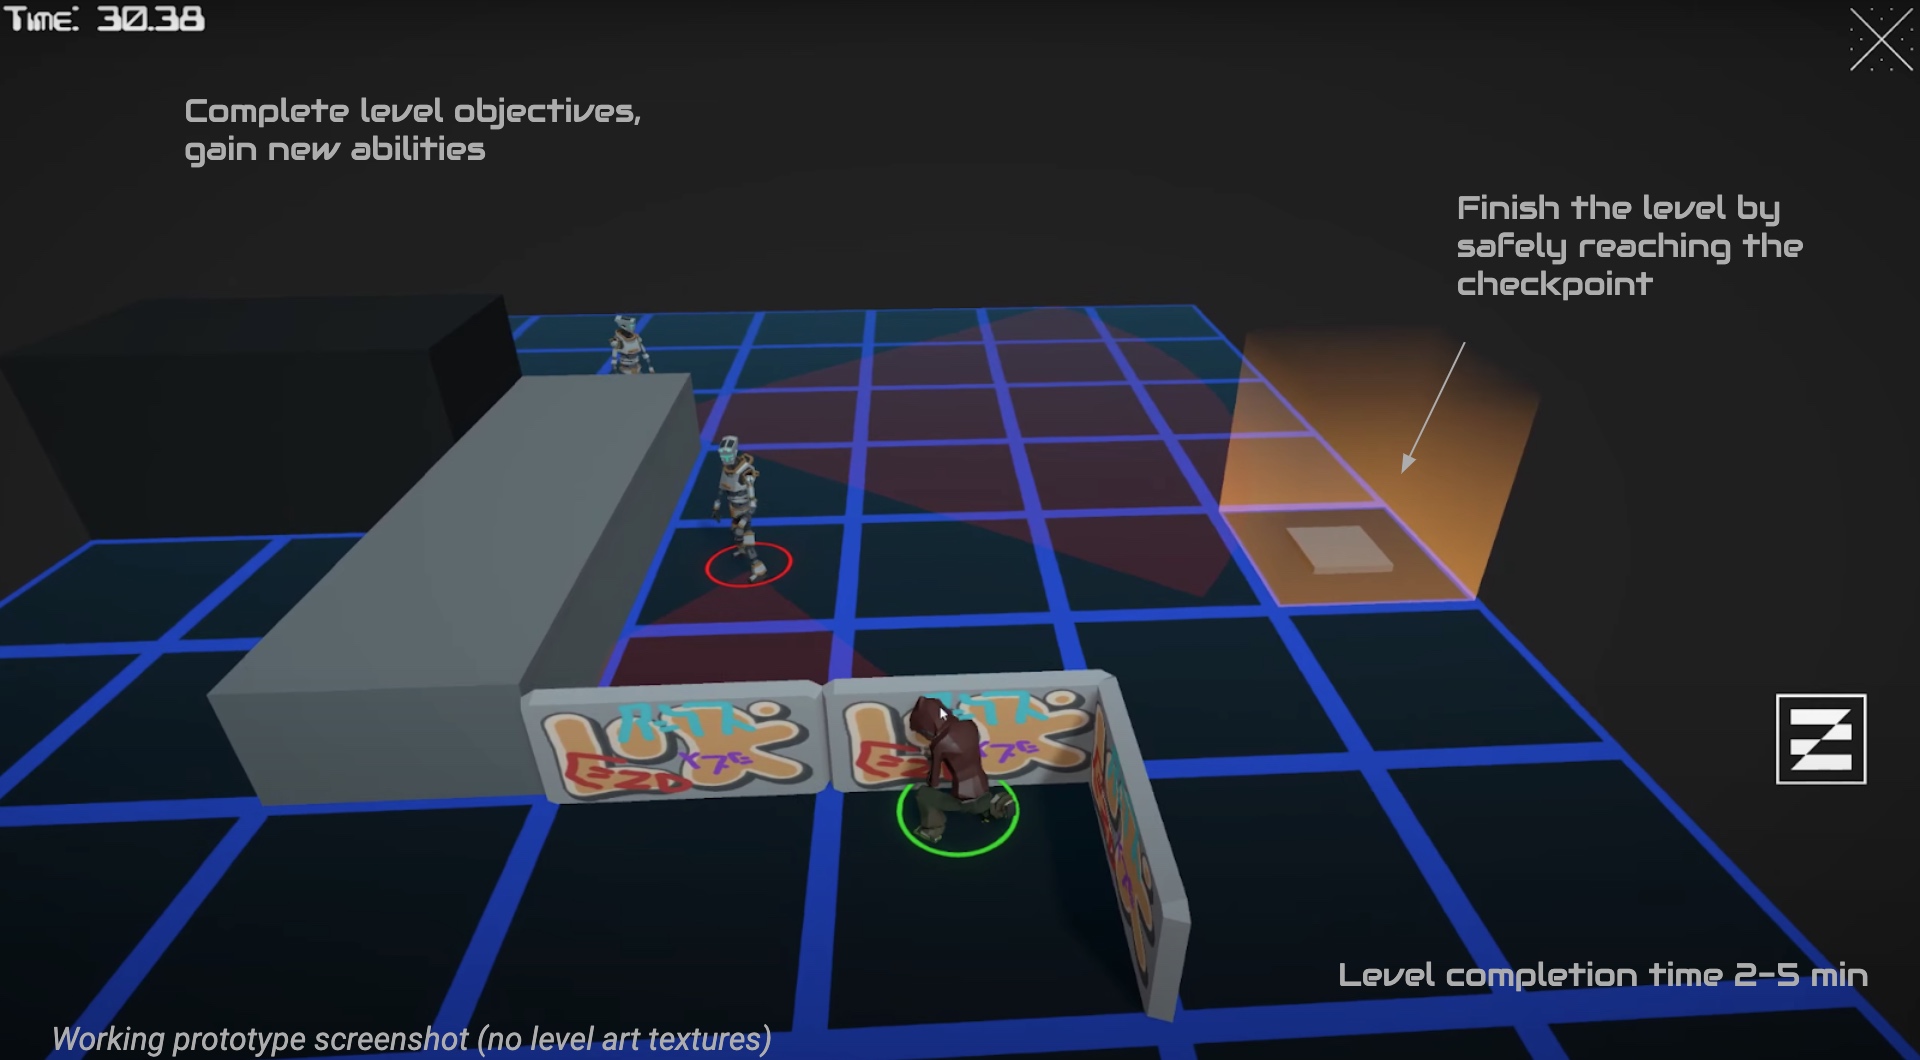 Time: 30.38
Complete level objectives,
gain new abilities
Finish the level by
safely reaching the
checkpoint
Level completion time 2-5 min
Working prototype screenshot (no level art textures)